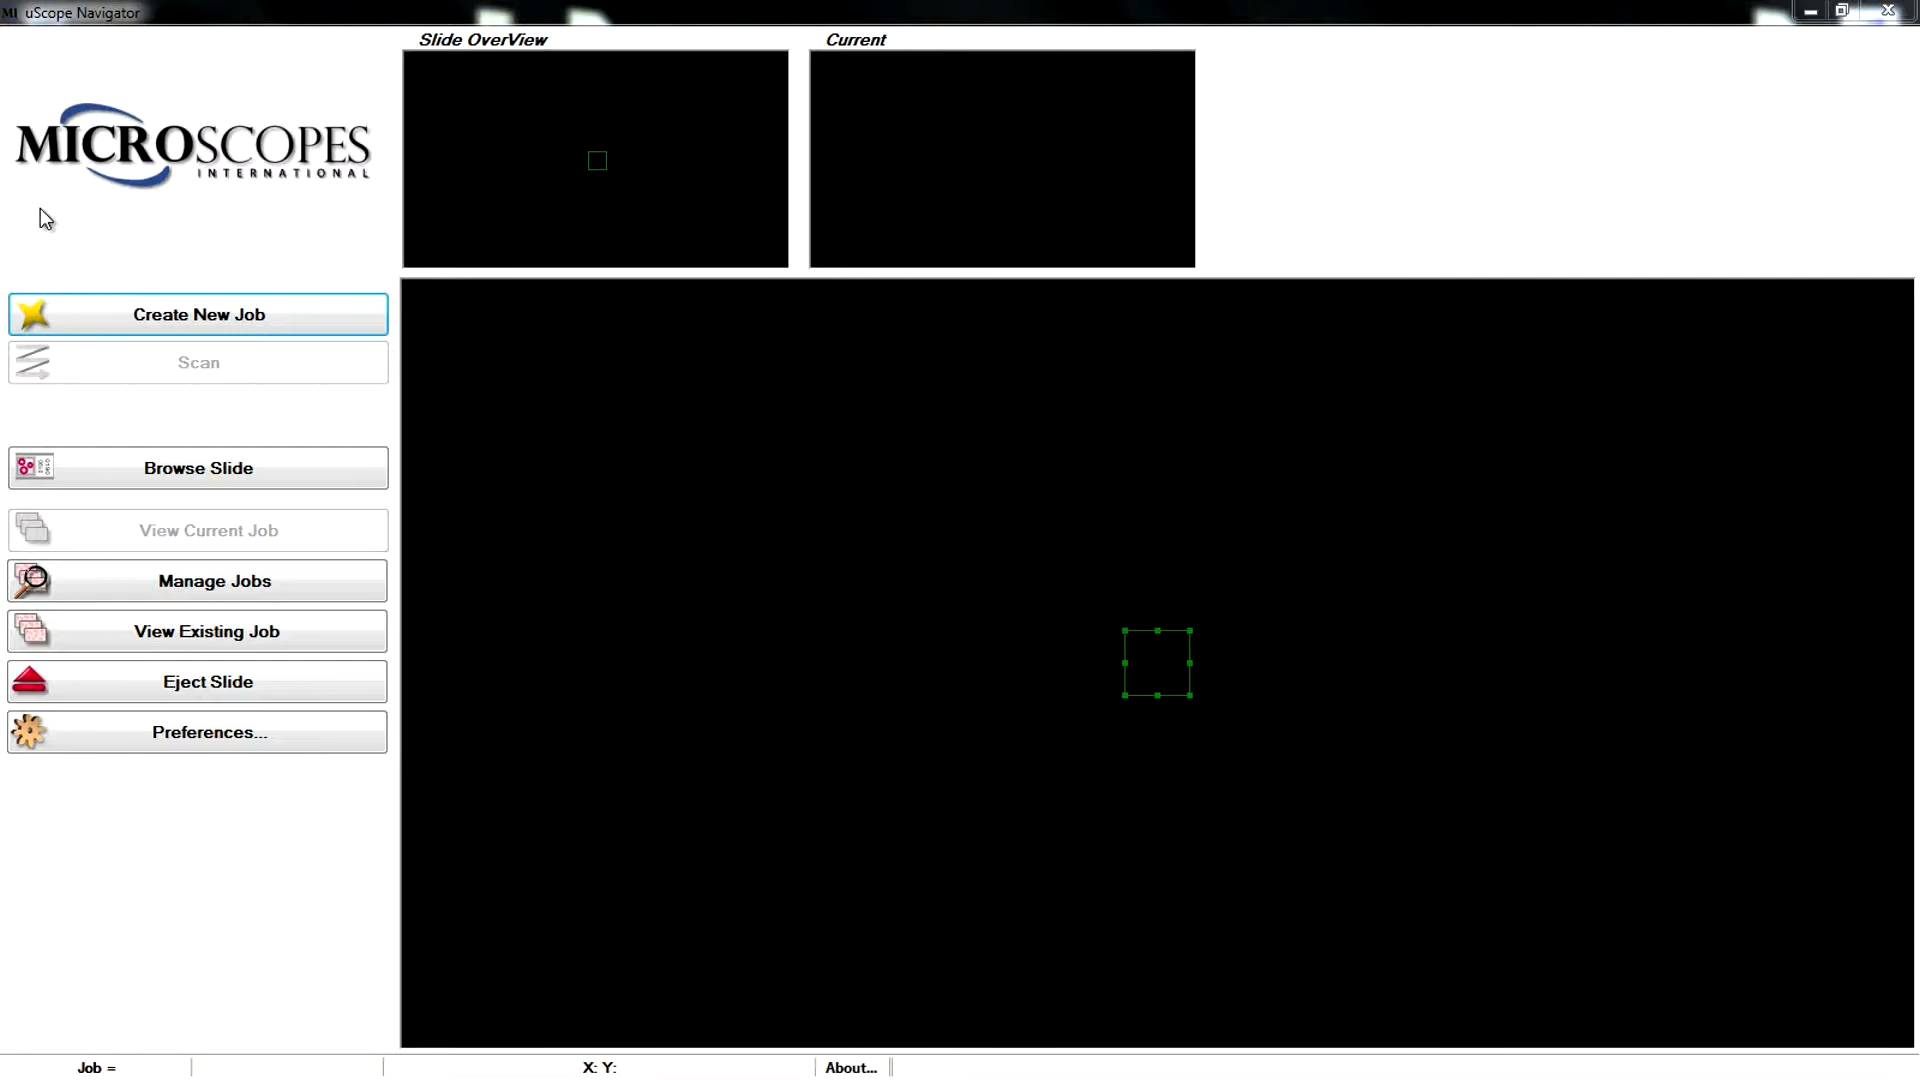 uScope Navigator
Slide OverView
Current
MICROSCOPES
INTERNATIONAL
Create New Job
Scan
Browse Slide
View Current Job
Manage Jobs
View Existing Job
Eject Slide
Preferences...
Job =
X: Y:
About...